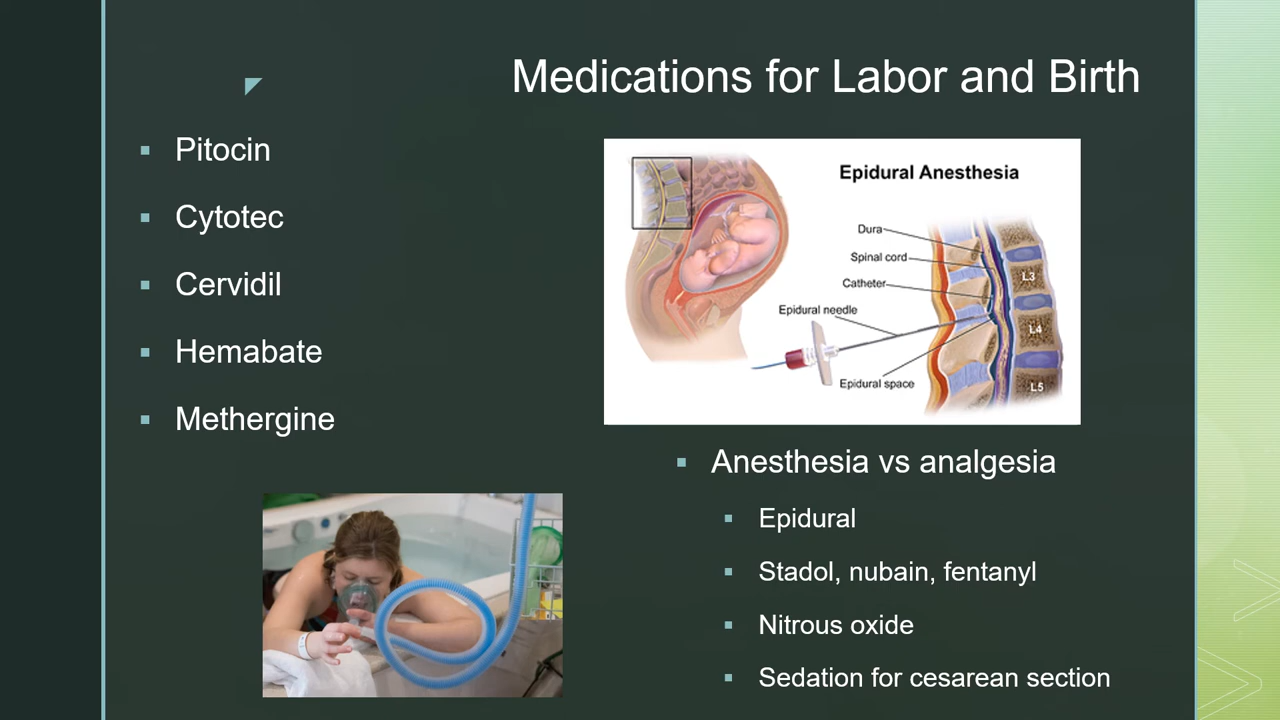 Medications for Labor and Birth
Pitocin
Cytotec
Cervidil
Hemabate
Methergine
Epidural Anesthesia
Dura
Spinal cord
Catheter
Epidural needle
Epidural space
L3
L4
L5
Anesthesia vs analgesia
Epidural
Stadol, nubain, fentanyl
Nitrous oxide
Sedation for cesarean section